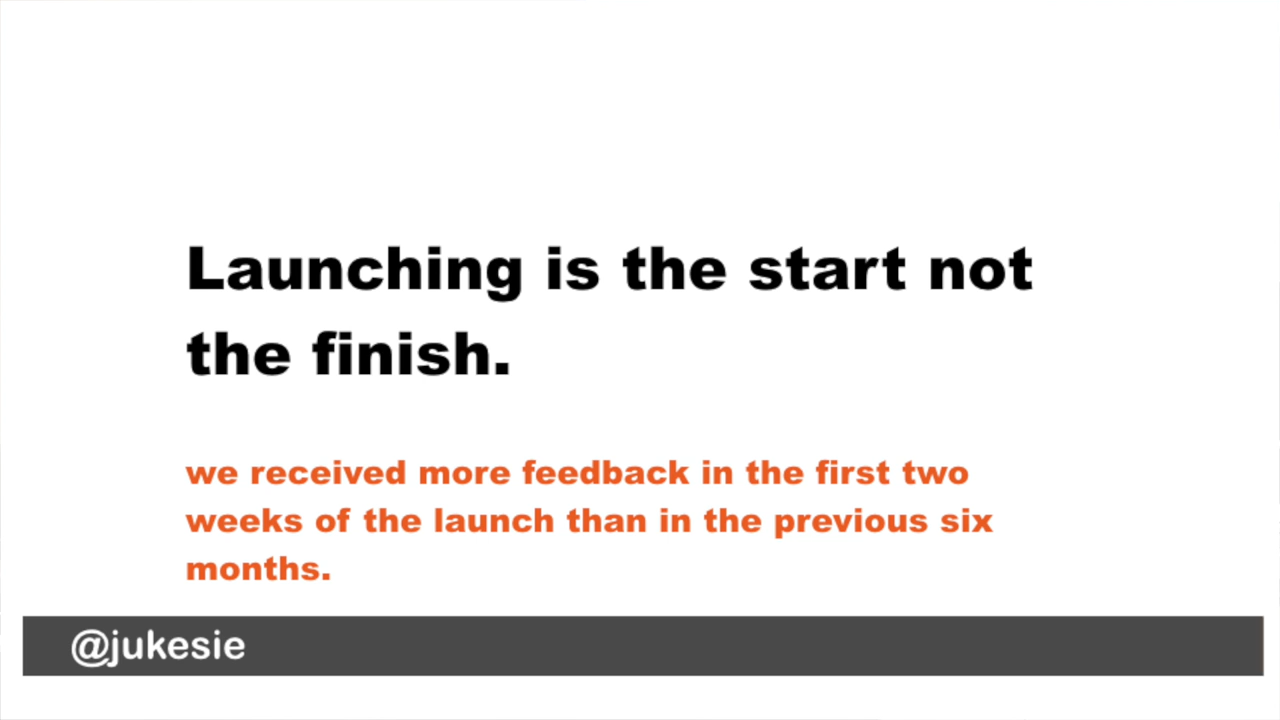 Launching is the start not
the finish.
we received more feedback in the first two
weeks of the launch than in the previous six
months.
@jukesie